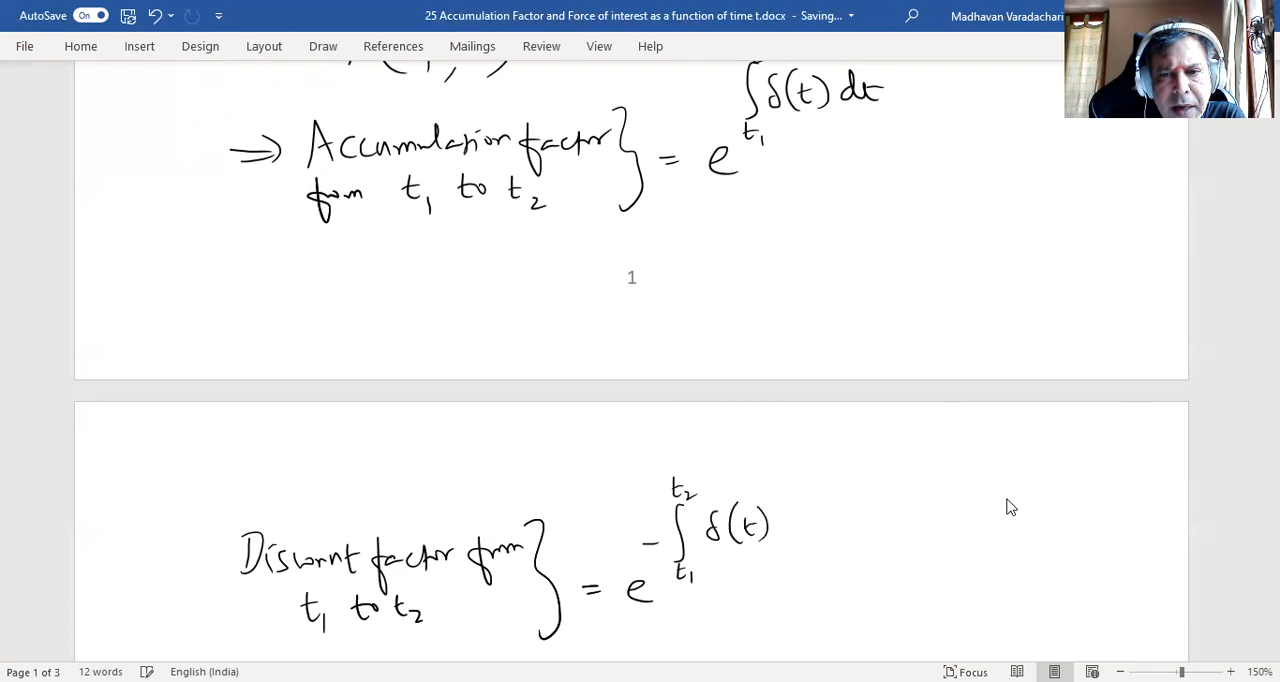 AutoSave On 25 Accumulation Factor and Force of interest as a function of time t.docx - Saving... Madhavan Varadachari
File Home Insert Design Layout Draw References Mailings Review View Help
∫ δ(t) dt
t₁
⇒ Accumulation factor } = e
from t₁ to t₂
1
t₂
- ∫ δ(t)
t₁
Discount factor from } = e
t₁ to t₂
Page 1 of 3 12 words English (India) Focus 150%